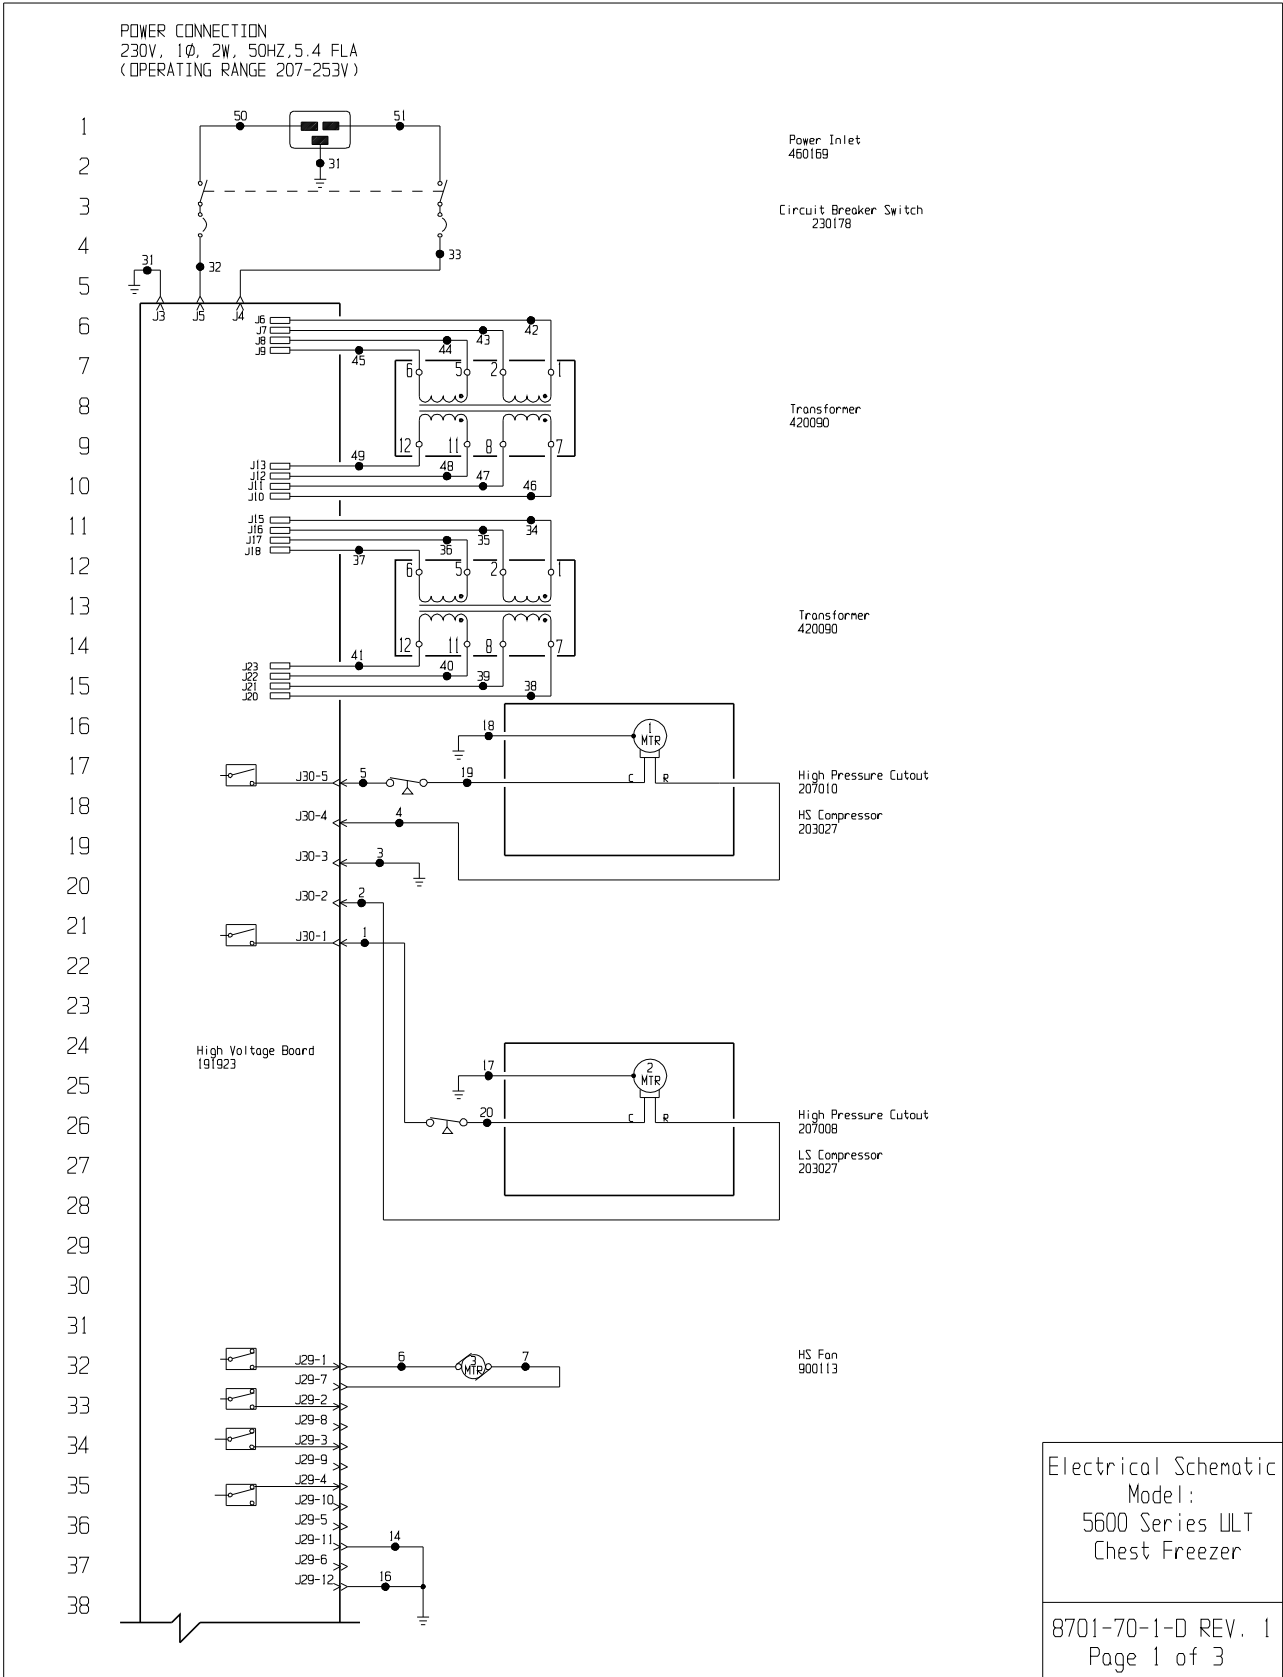 POWER CONNECTION
230V, 1Ø, 2W, 50HZ,5.4 FLA
(OPERATING RANGE 207-253V)
1
50
51
Power Inlet
460169
2
31
3
Circuit Breaker Switch
230178
4
31
32
33
5
J3
J5
J4
6
J6
42
J7
43
J8
44
J9
45
7
6
5
2
1
8
Transformer
420090
9
12
11
8
7
J13
49
J12
48
10
J11
47
J10
46
11
J15
34
J16
35
J17
36
J18
37
12
6
5
2
1
13
Transformer
420090
14
12
11
8
7
J23
41
J22
40
15
J21
39
J20
38
16
18
1
MTR
17
J30-5
5
19
C
R
High Pressure Cutout
207010
18
J30-4
4
HS Compressor
203027
19
J30-3
3
20
J30-2
2
21
J30-1
1
22
23
24
High Voltage Board
191923
25
17
2
MTR
26
20
C
R
High Pressure Cutout
207008
27
LS Compressor
203027
28
29
30
31
32
J29-1
6
3
MTR
7
HS Fan
900113
J29-7
33
J29-2
J29-8
34
J29-3
J29-9
35
J29-4
J29-10
36
J29-5
J29-11
14
37
J29-6
J29-12
16
38
Electrical Schematic
Model:
5600 Series ULT
Chest Freezer
8701-70-1-D REV. 1
Page 1 of 3